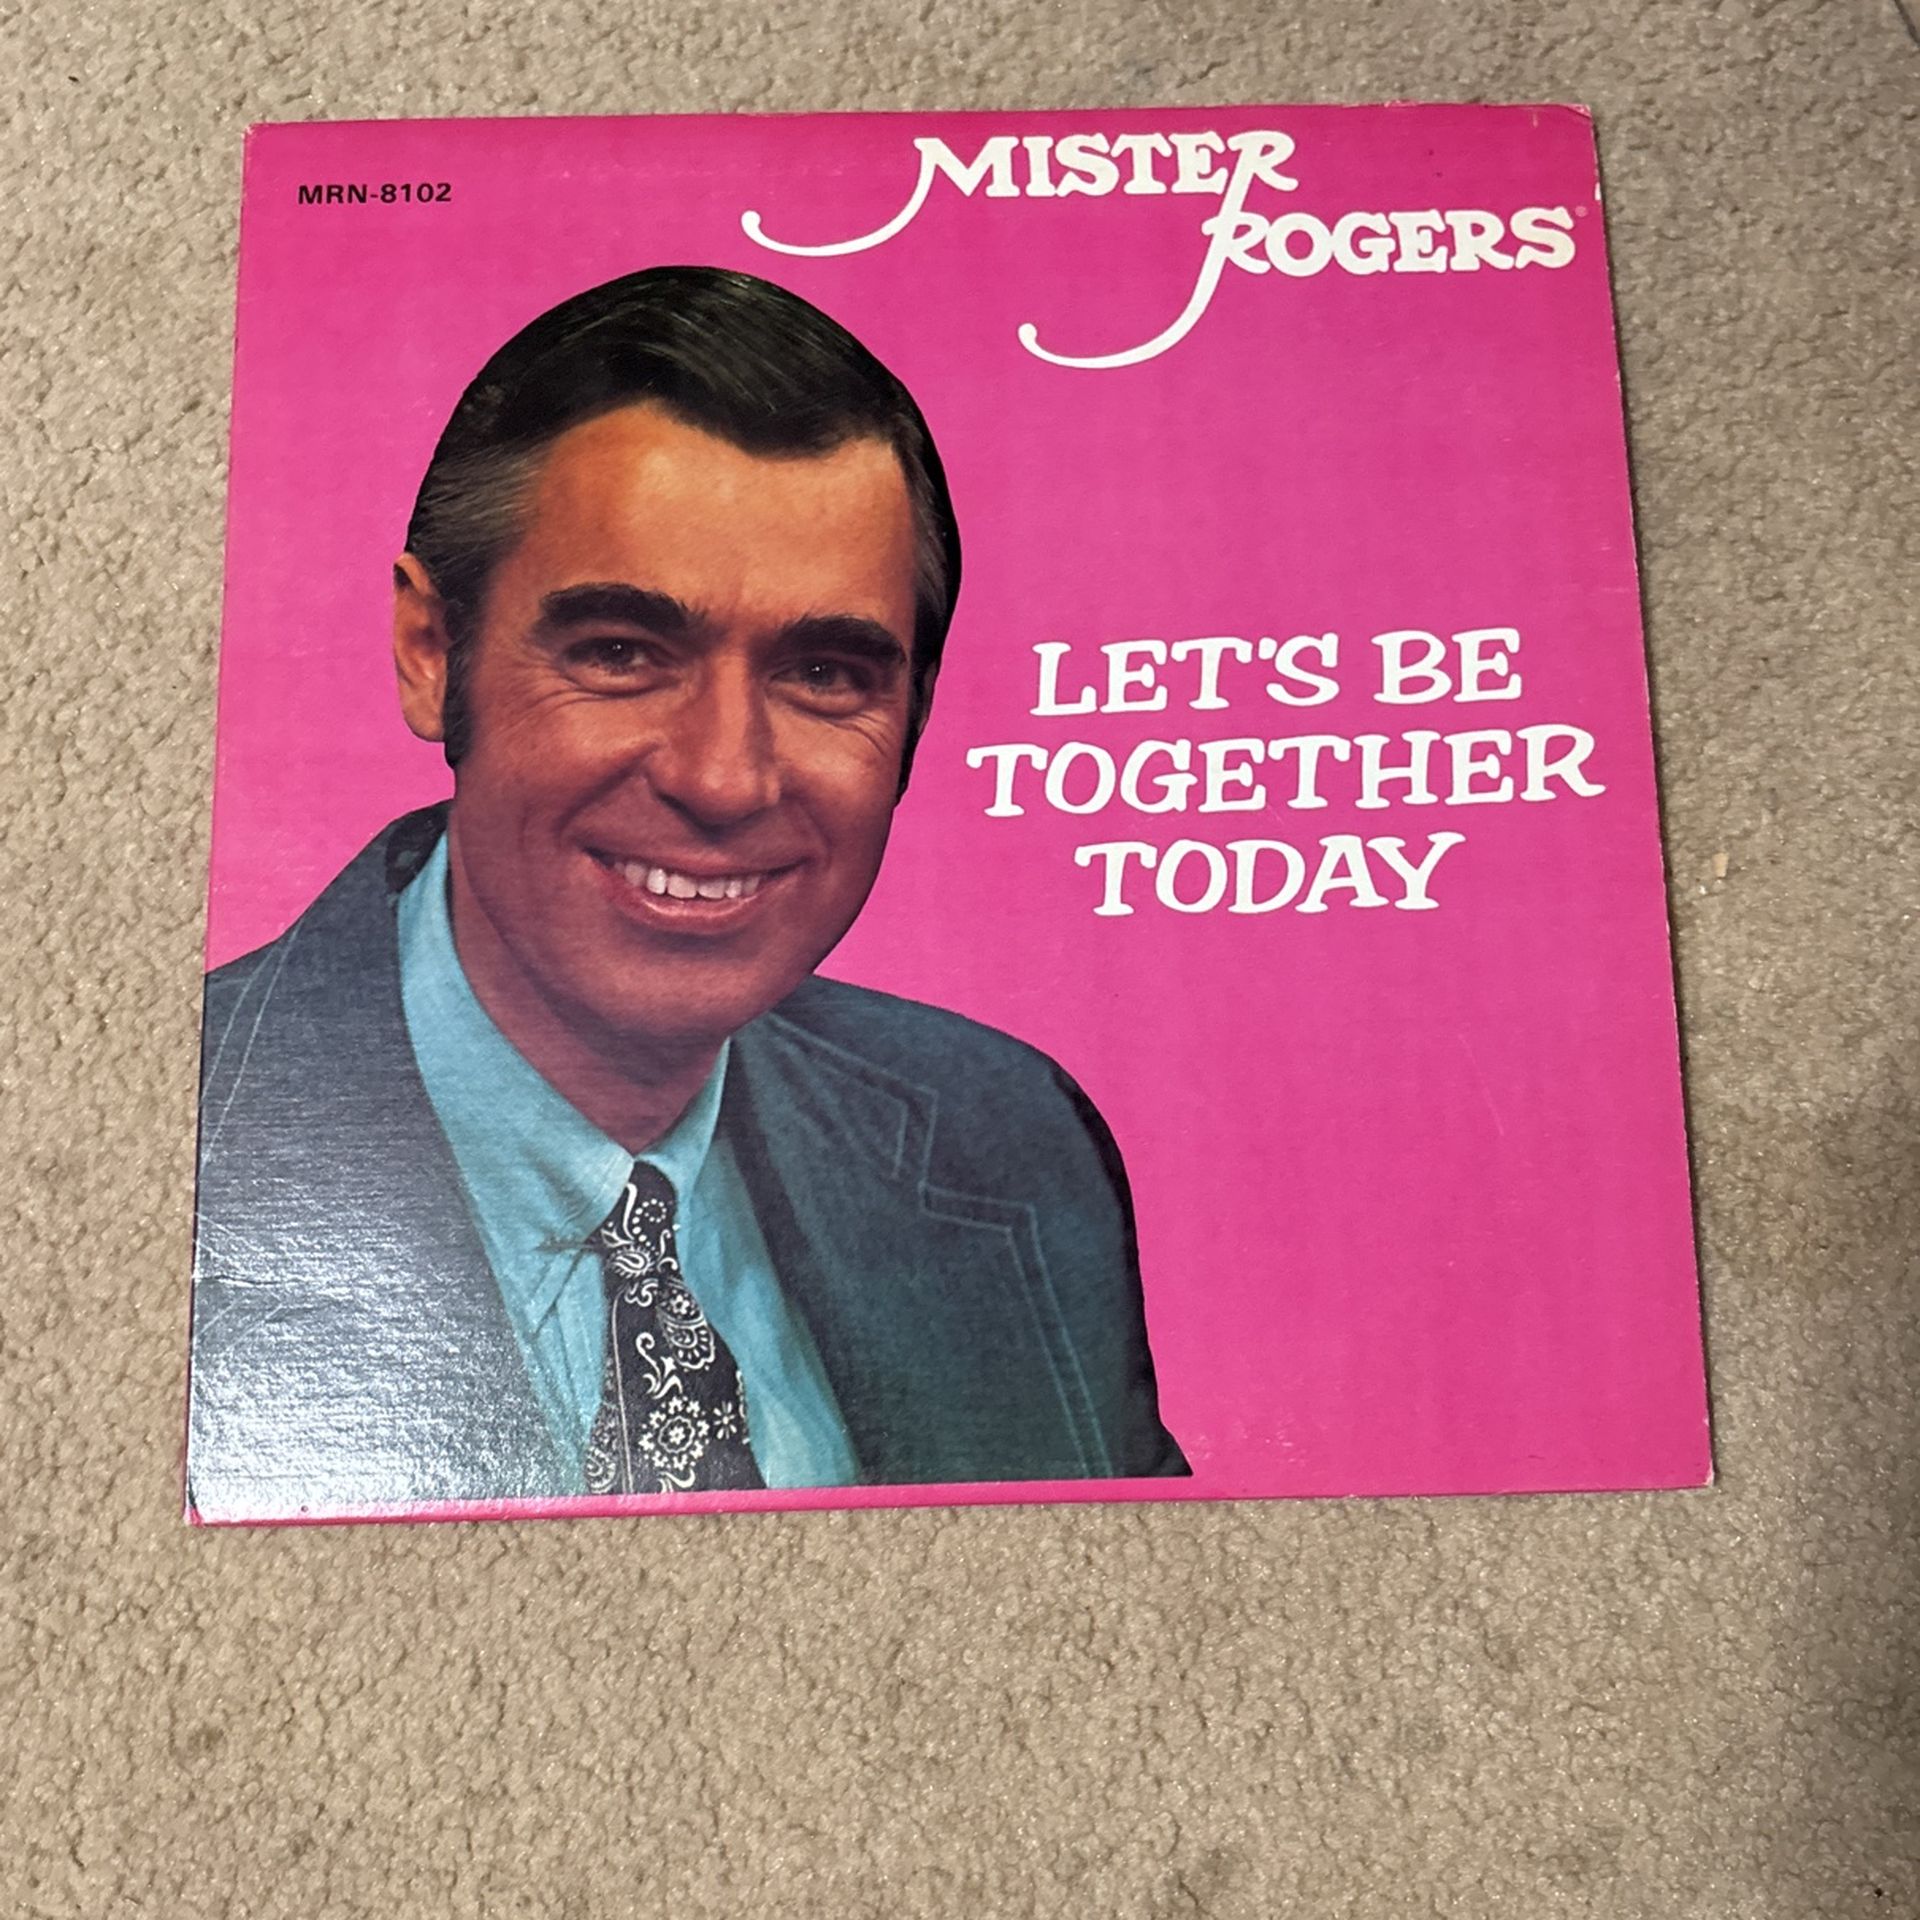 MRN-8102
MISTER
ROGERS®
LET'S BE
TOGETHER
TODAY